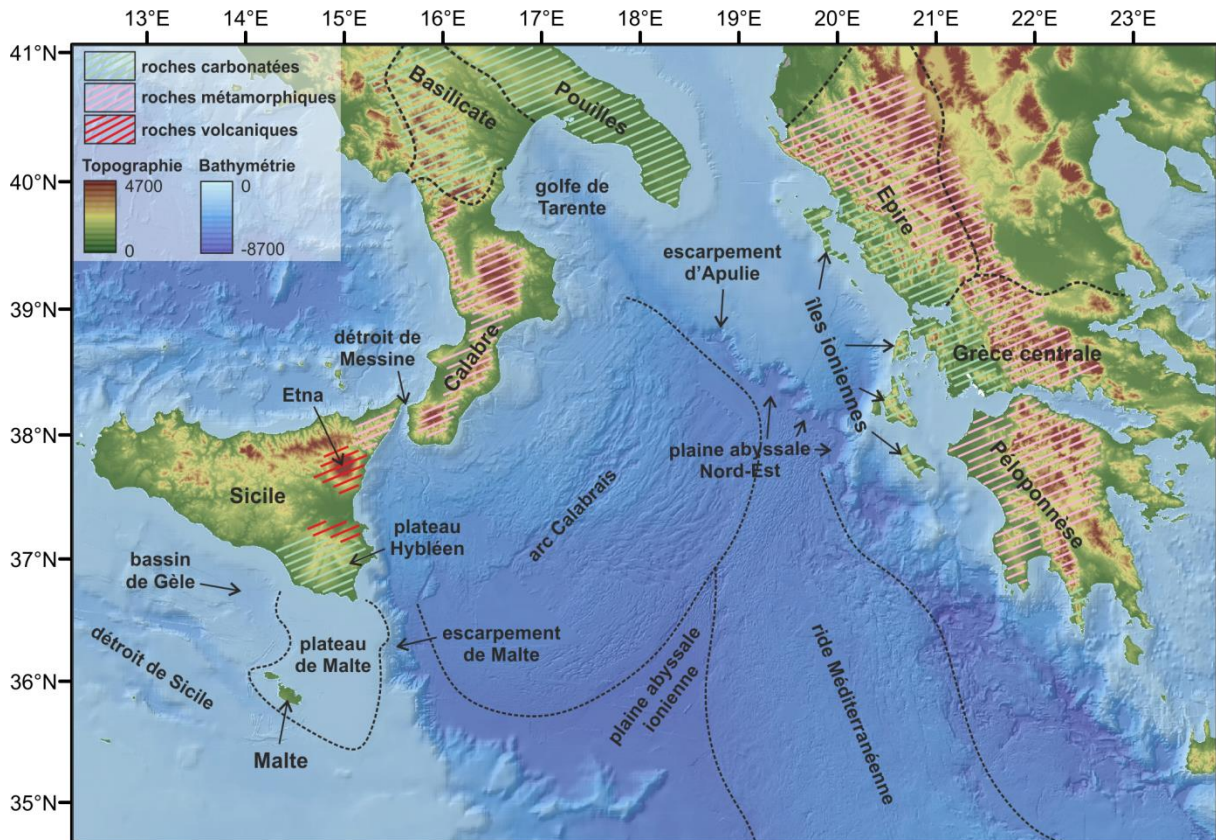 13°E 14°E 15°E 16°E 17°E 18°E 19°E 20°E 21°E 22°E 23°E
41°N
40°N
39°N
38°N
37°N
36°N
35°N
roches carbonatées
roches métamorphiques
roches volcaniques
Topographie
4700
0
Bathymétrie
0
-8700
Basilicate
Pouilles
golfe de
Tarente
Epire
escarpement
d'Apulie
îles ioniennes
détroit de
Messine
Calabre
Grèce centrale
Etna
Sicile
plaine abyssale
Nord-Est
Péloponnèse
arc Calabrais
plateau
Hybléen
bassin
de Gèle
plateau
de Malte
escarpement
de Malte
détroit de Sicile
plaine abyssale
ionienne
ride Méditerranéenne
Malte